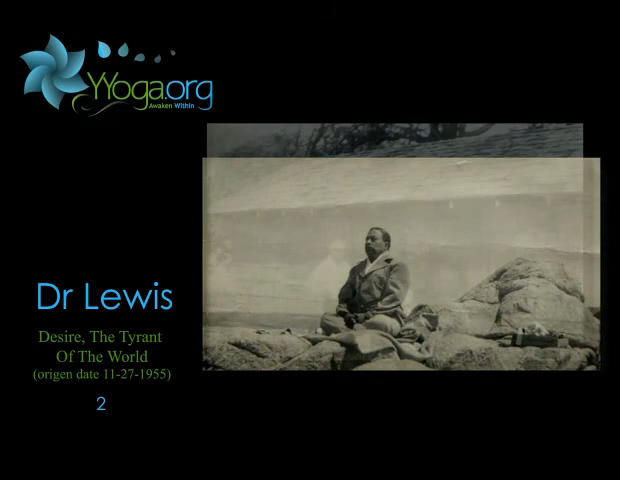 YYoga.org
Awaken Within
Dr Lewis
Desire, The Tyrant
Of The World
(origen date 11-27-1955)
2